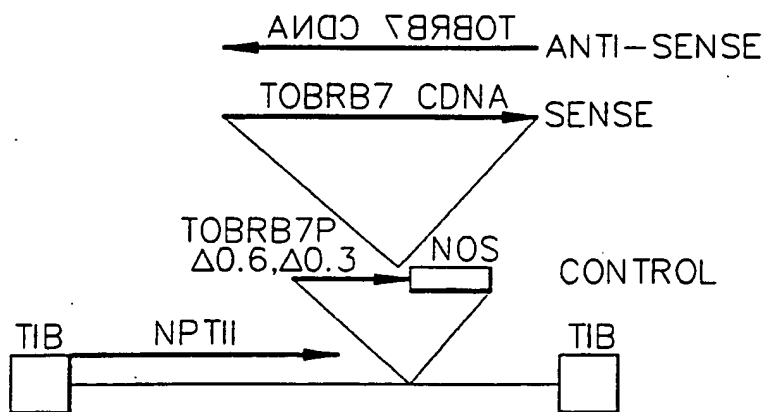 TOBRB7 CDNA
ANTI-SENSE
TOBRB7 CDNA
SENSE
TOBRB7P
Δ0.6,Δ0.3
NOS
CONTROL
TIB
NPTII
TIB